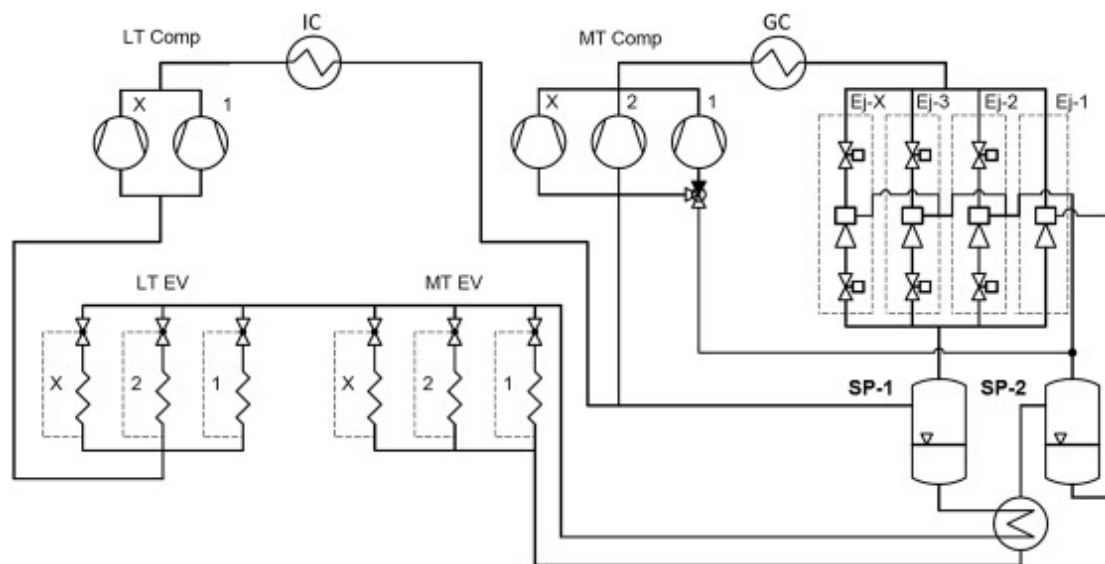 IC
GC
LT Comp
MT Comp
X
1
X
2
1
Ej-X
Ej-3
Ej-2
Ej-1
LT EV
MT EV
X
2
1
X
2
1
SP-1
SP-2